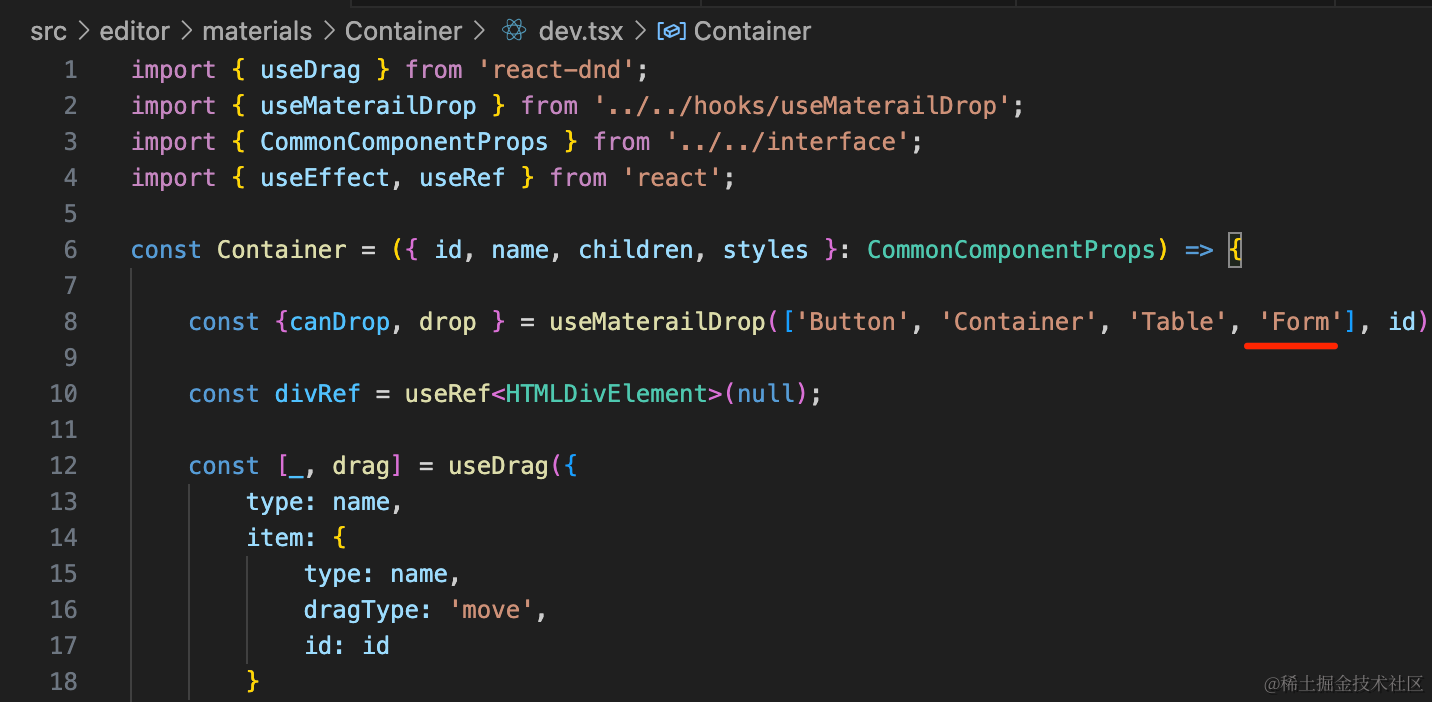 src > editor > materials > Container > dev.tsx > Container
1 import { useDrag } from 'react-dnd';
2 import { useMaterailDrop } from '../../hooks/useMaterailDrop';
3 import { CommonComponentProps } from '../../interface';
4 import { useEffect, useRef } from 'react';
5
6 const Container = ({ id, name, children, styles }: CommonComponentProps) => {
7
8     const {canDrop, drop } = useMaterailDrop(['Button', 'Container', 'Table', 'Form'], id)
9
10     const divRef = useRef<HTMLDivElement>(null);
11
12     const [_, drag] = useDrag({
13         type: name,
14         item: {
15             type: name,
16             dragType: 'move',
17             id: id
18         }
@稀土掘金技术社区